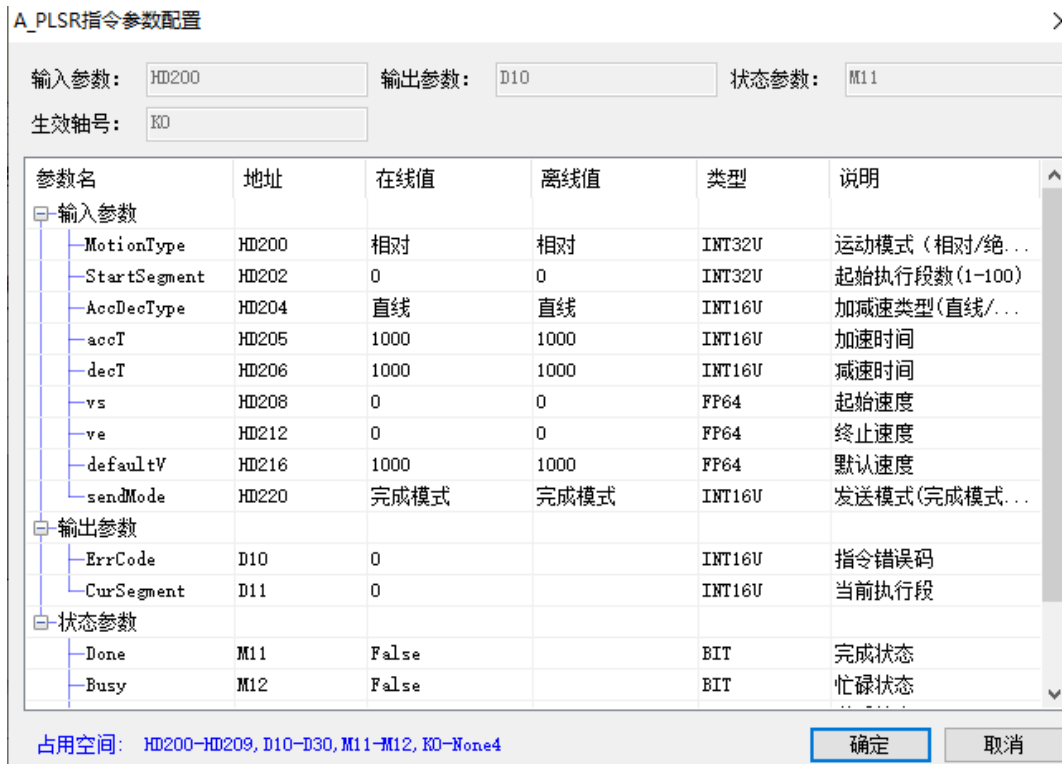 A_PLSR指令参数配置
输入参数： HD200 输出参数： D10 状态参数： M11
生效轴号： K0
参数名 地址 在线值 离线值 类型 说明
输入参数
MotionType HD200 相对 相对 INT32U 运动模式（相对/绝...
StartSegment HD202 0 0 INT32U 起始执行段数(1-100)
AccDecType HD204 直线 直线 INT16U 加减速类型(直线/...
accT HD205 1000 1000 INT16U 加速时间
decT HD206 1000 1000 INT16U 减速时间
vs HD208 0 0 FP64 起始速度
ve HD212 0 0 FP64 终止速度
defaultV HD216 1000 1000 FP64 默认速度
sendMode HD220 完成模式 完成模式 INT16U 发送模式(完成模式...
输出参数
ErrCode D10 0 INT16U 指令错误码
CurSegment D11 0 INT16U 当前执行段
状态参数
Done M11 False BIT 完成状态
Busy M12 False BIT 忙碌状态
占用空间： HD200-HD209,D10-D30,M11-M12,K0-None4 确定 取消